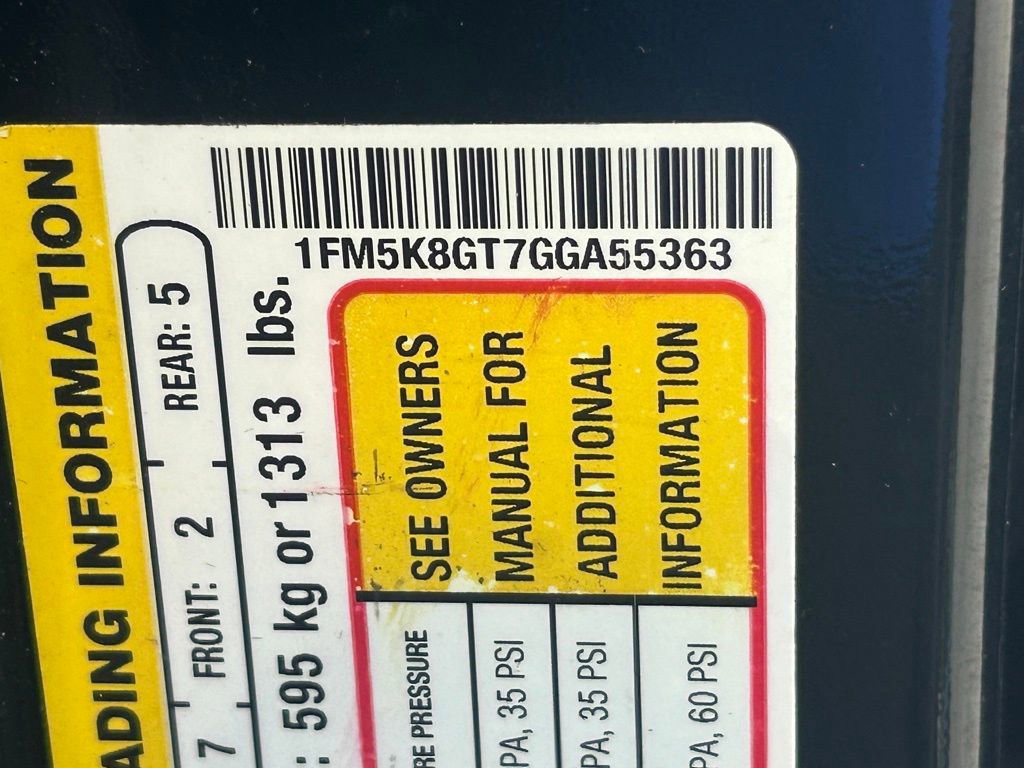 1FM5K8GT7GGA55363
ADING INFORMATION
7 FRONT: 2 REAR: 5
: 595 kg or 1313 lbs.
RE PRESSURE
PA, 35 PSI
PA, 35 PSI
PA, 60 PSI
SEE OWNERS
MANUAL FOR
ADDITIONAL
INFORMATION